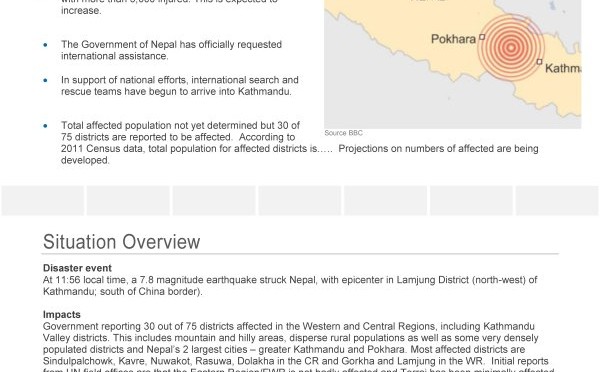 with more than 6,000 injured. This is expected to
increase.
The Government of Nepal has officially requested
international assistance.
In support of national efforts, international search and
rescue teams have begun to arrive into Kathmandu.
Total affected population not yet determined but 30 of
75 districts are reported to be affected. According to
2011 Census data, total population for affected districts is….. Projections on numbers of affected are being
developed.
Pokhara
Kathm
Source BBC
Situation Overview
Disaster event
At 11:56 local time, a 7.8 magnitude earthquake struck Nepal, with epicenter in Lamjung District (north-west) of
Kathmandu; south of China border).
Impacts
Government reporting 30 out of 75 districts affected in the Western and Central Regions, including Kathmandu
Valley districts. This includes mountain and hilly areas, disperse rural populations as well as some very densely
populated districts and Nepal's 2 largest cities – greater Kathmandu and Pokhara. Most affected districts are
Sindulpalchowk, Kavre, Nuwakot, Rasuwa, Dolakha in the CR and Gorkha and Lamjung in the WR. Initial reports
from UN field offices are that the Eastern Region/FWR is not badly affected and Terrai has been minimally affected